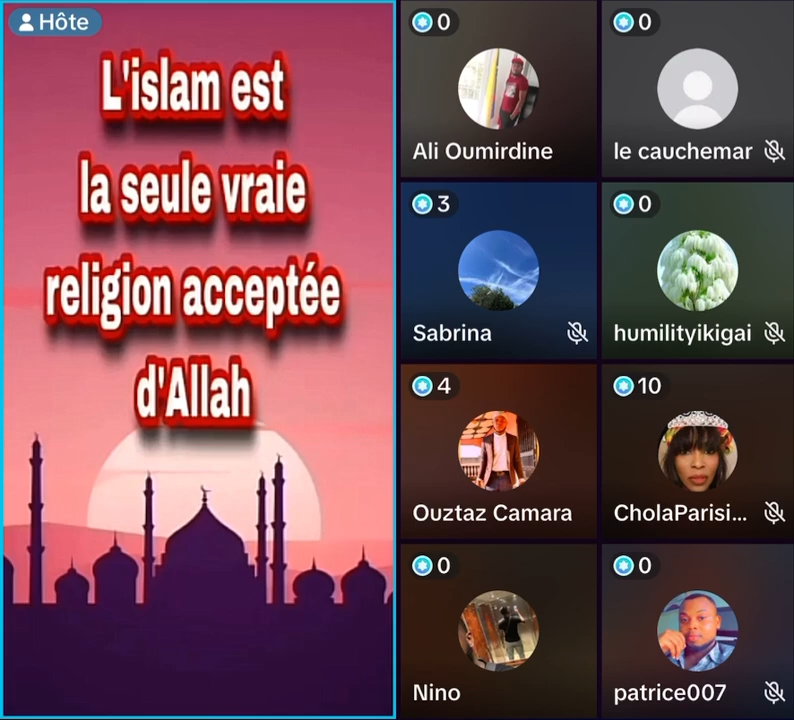 Hôte
L'islam est
la seule vraie
religion acceptée
d'Allah
0
Ali Oumirdine
0
le cauchemar
3
Sabrina
0
humilityikigai
4
Ouztaz Camara
10
CholaParisi...
0
Nino
0
patrice007